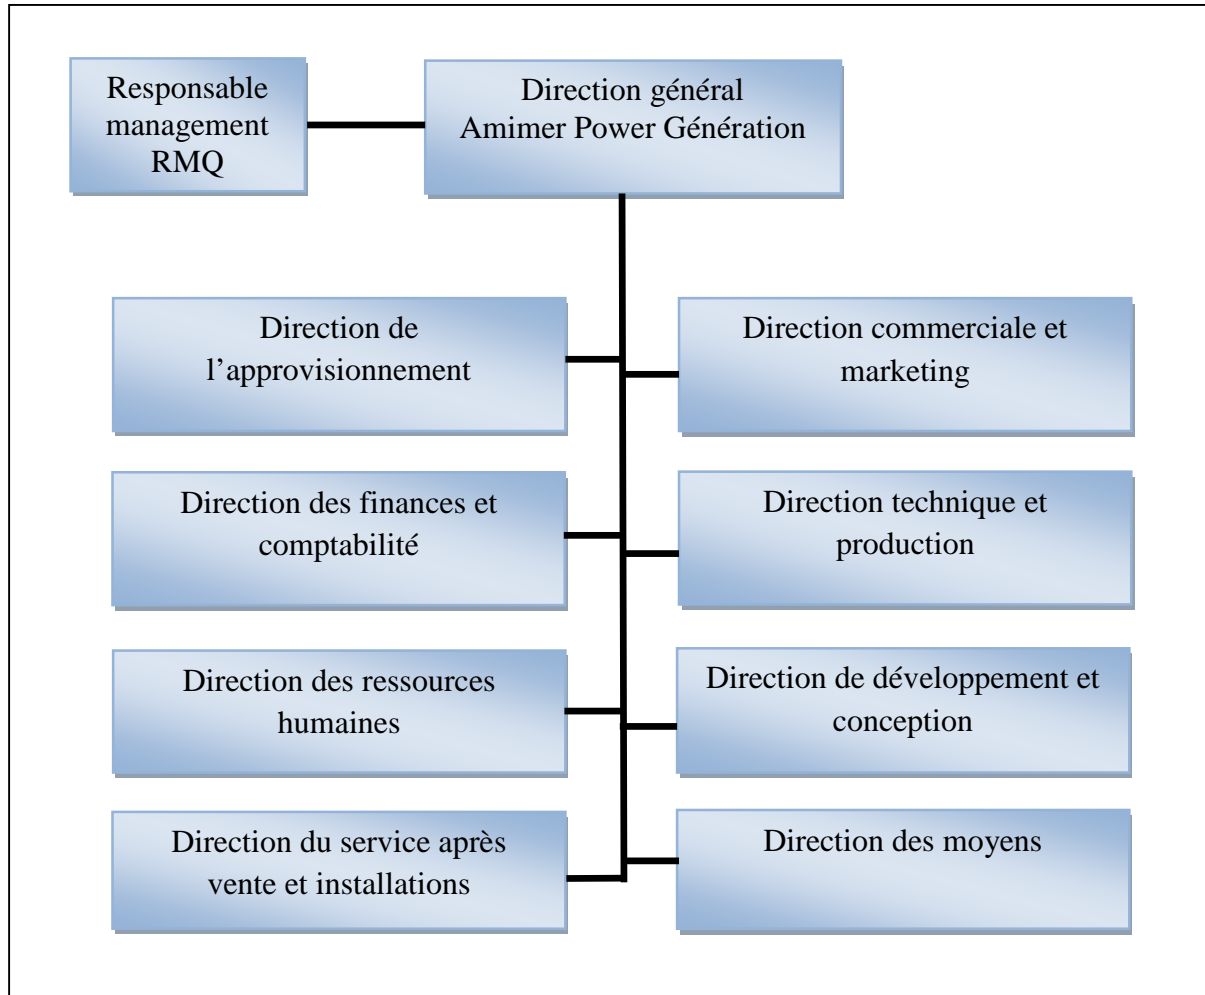 Responsable
management
RMQ
Direction général
Amimer Power Génération
Direction de
l’approvisionnement
Direction commerciale et
marketing
Direction des finances et
comptabilité
Direction technique et
production
Direction des ressources
humaines
Direction de développement et
conception
Direction du service après
vente et installations
Direction des moyens